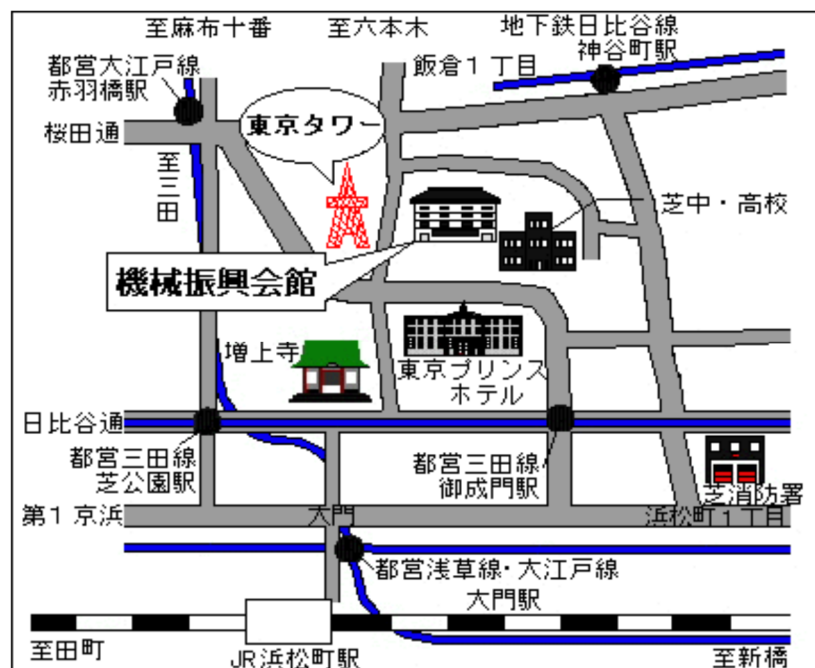 至麻布十番
至六本木
地下鉄日比谷線
神谷町駅
都営大江戸線
赤羽橋駅
飯倉1丁目
東京タワー
桜田通
至三田
芝中・高校
機械振興会館
増上寺
東京プリンス
ホテル
日比谷通
都営三田線
芝公園駅
都営三田線
御成門駅
芝消防署
第1京浜
大門
浜松町1丁目
都営浅草線・大江戸線
大門駅
至田町
JR浜松町駅
至新橋